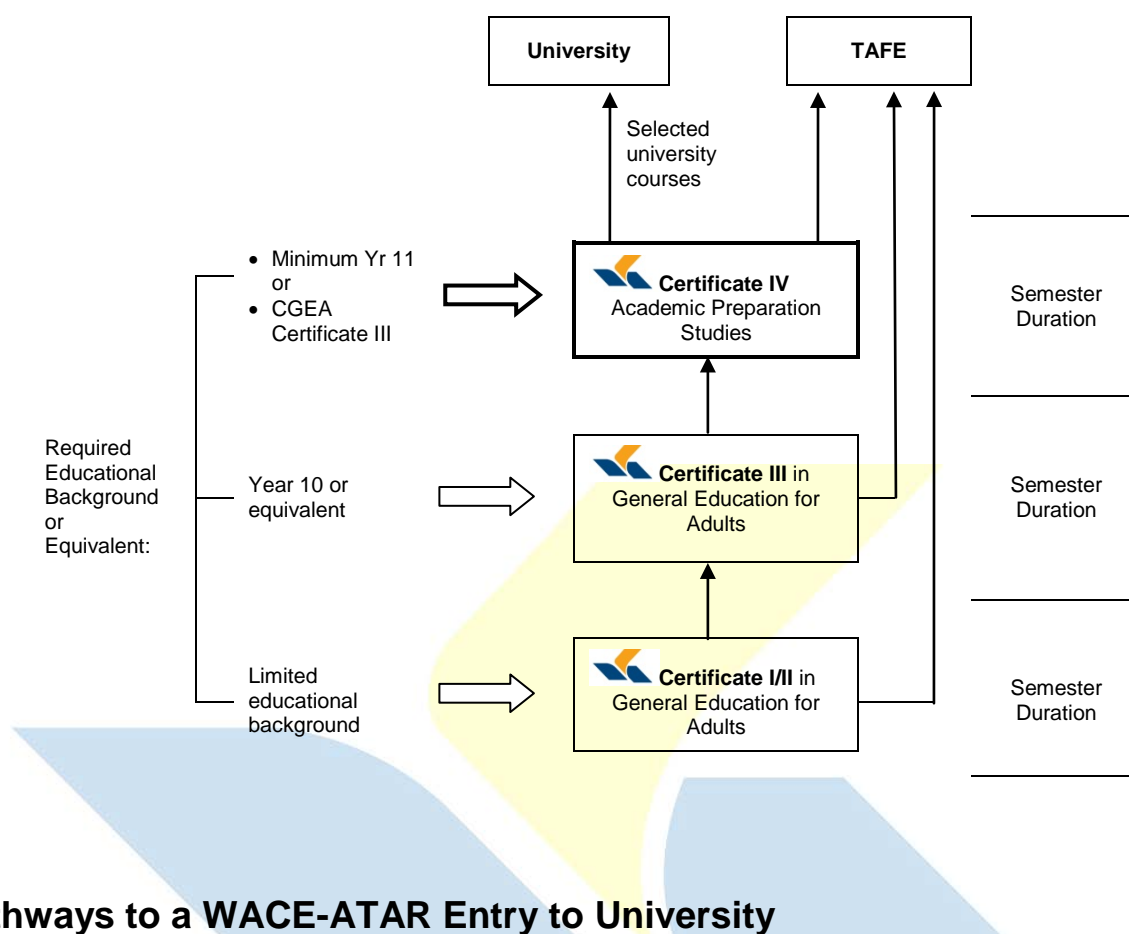 University
TAFE
Selected
university
courses
• Minimum Yr 11
or
• CGEA
Certificate III
Certificate IV
Academic Preparation
Studies
Semester
Duration
Required
Educational
Background
or
Equivalent:
Year 10 or
equivalent
Certificate III in
General Education for
Adults
Semester
Duration
Limited
educational
background
Certificate I/II in
General Education for
Adults
Semester
Duration
hways to a WACE-ATAR Entry to University